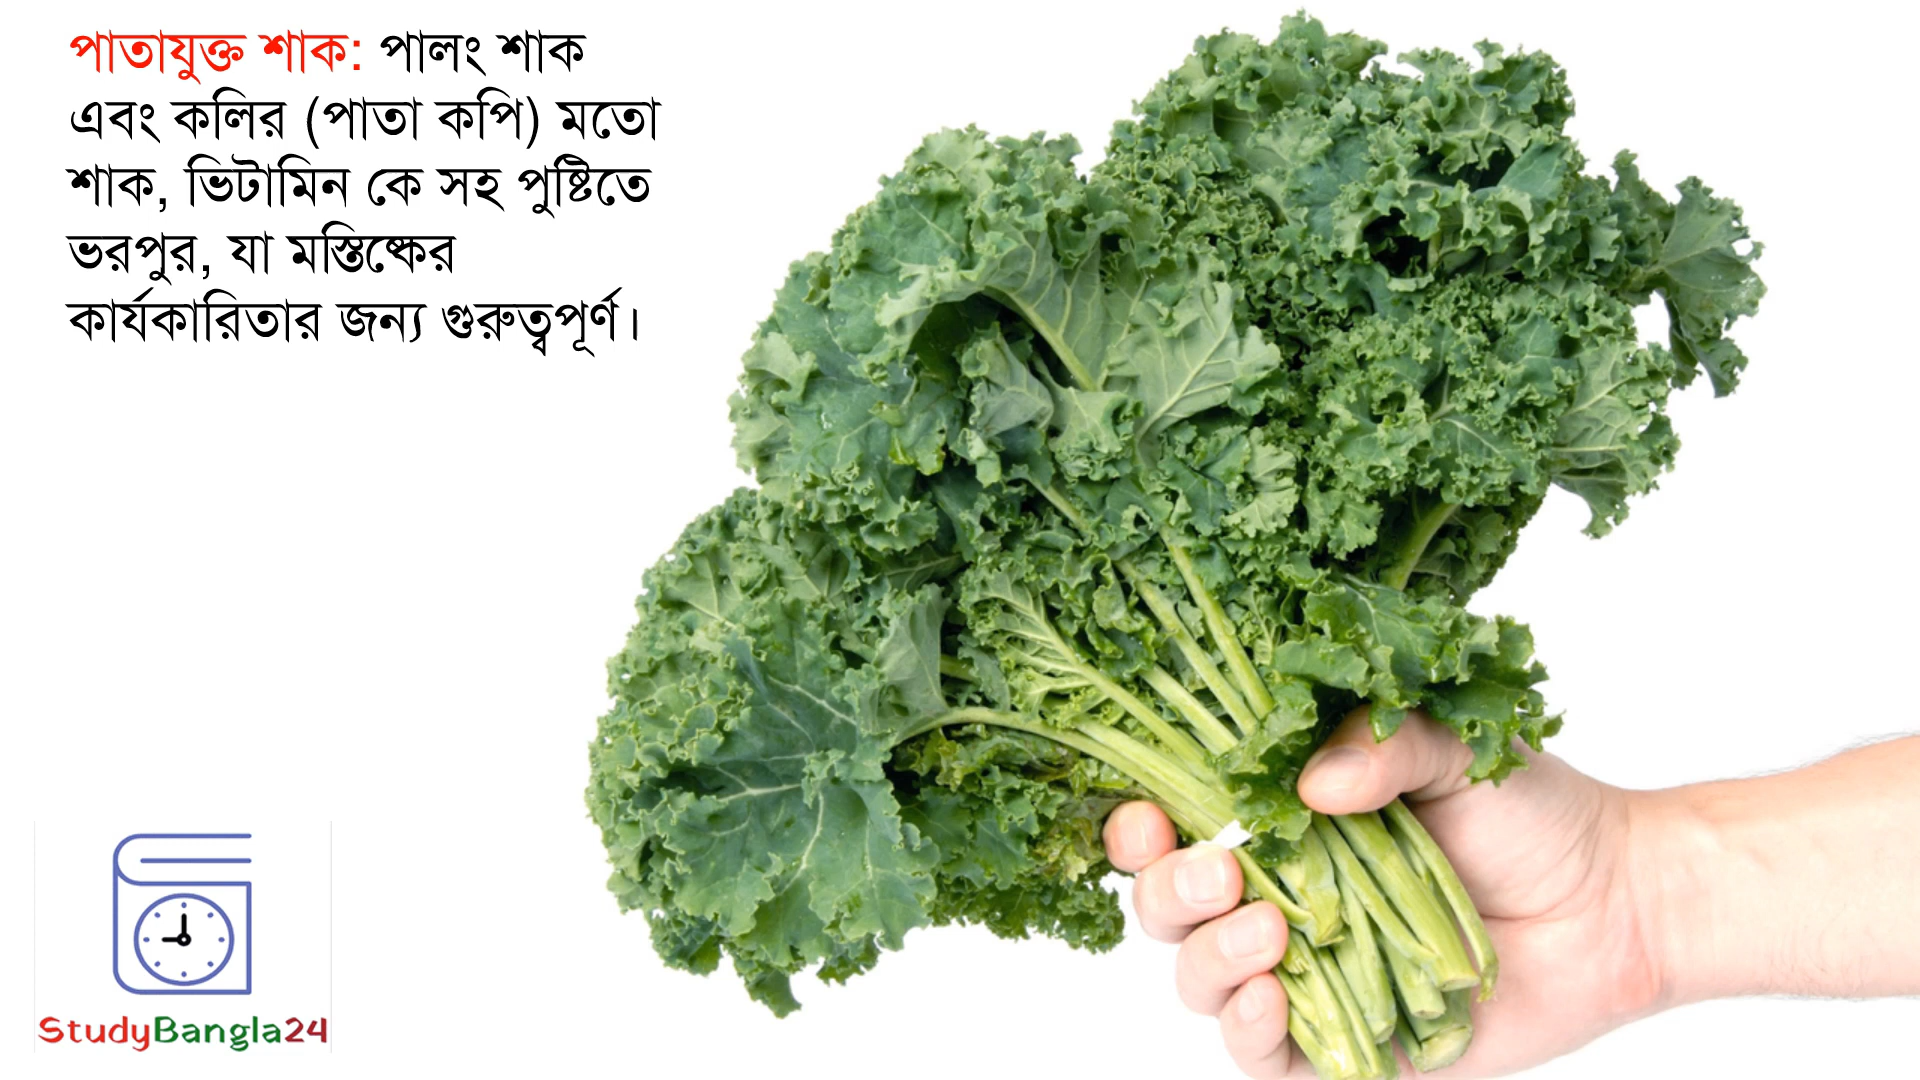 পাতাযুক্ত শাক: পালং শাক
এবং কলির (পাতা কপি) মতো
শাক, ভিটামিন কে সহ পুষ্টিতে
ভরপুর, যা মস্তিষ্কের
কার্যকারিতার জন্য গুরুত্বপূর্ণ।
StudyBangla24